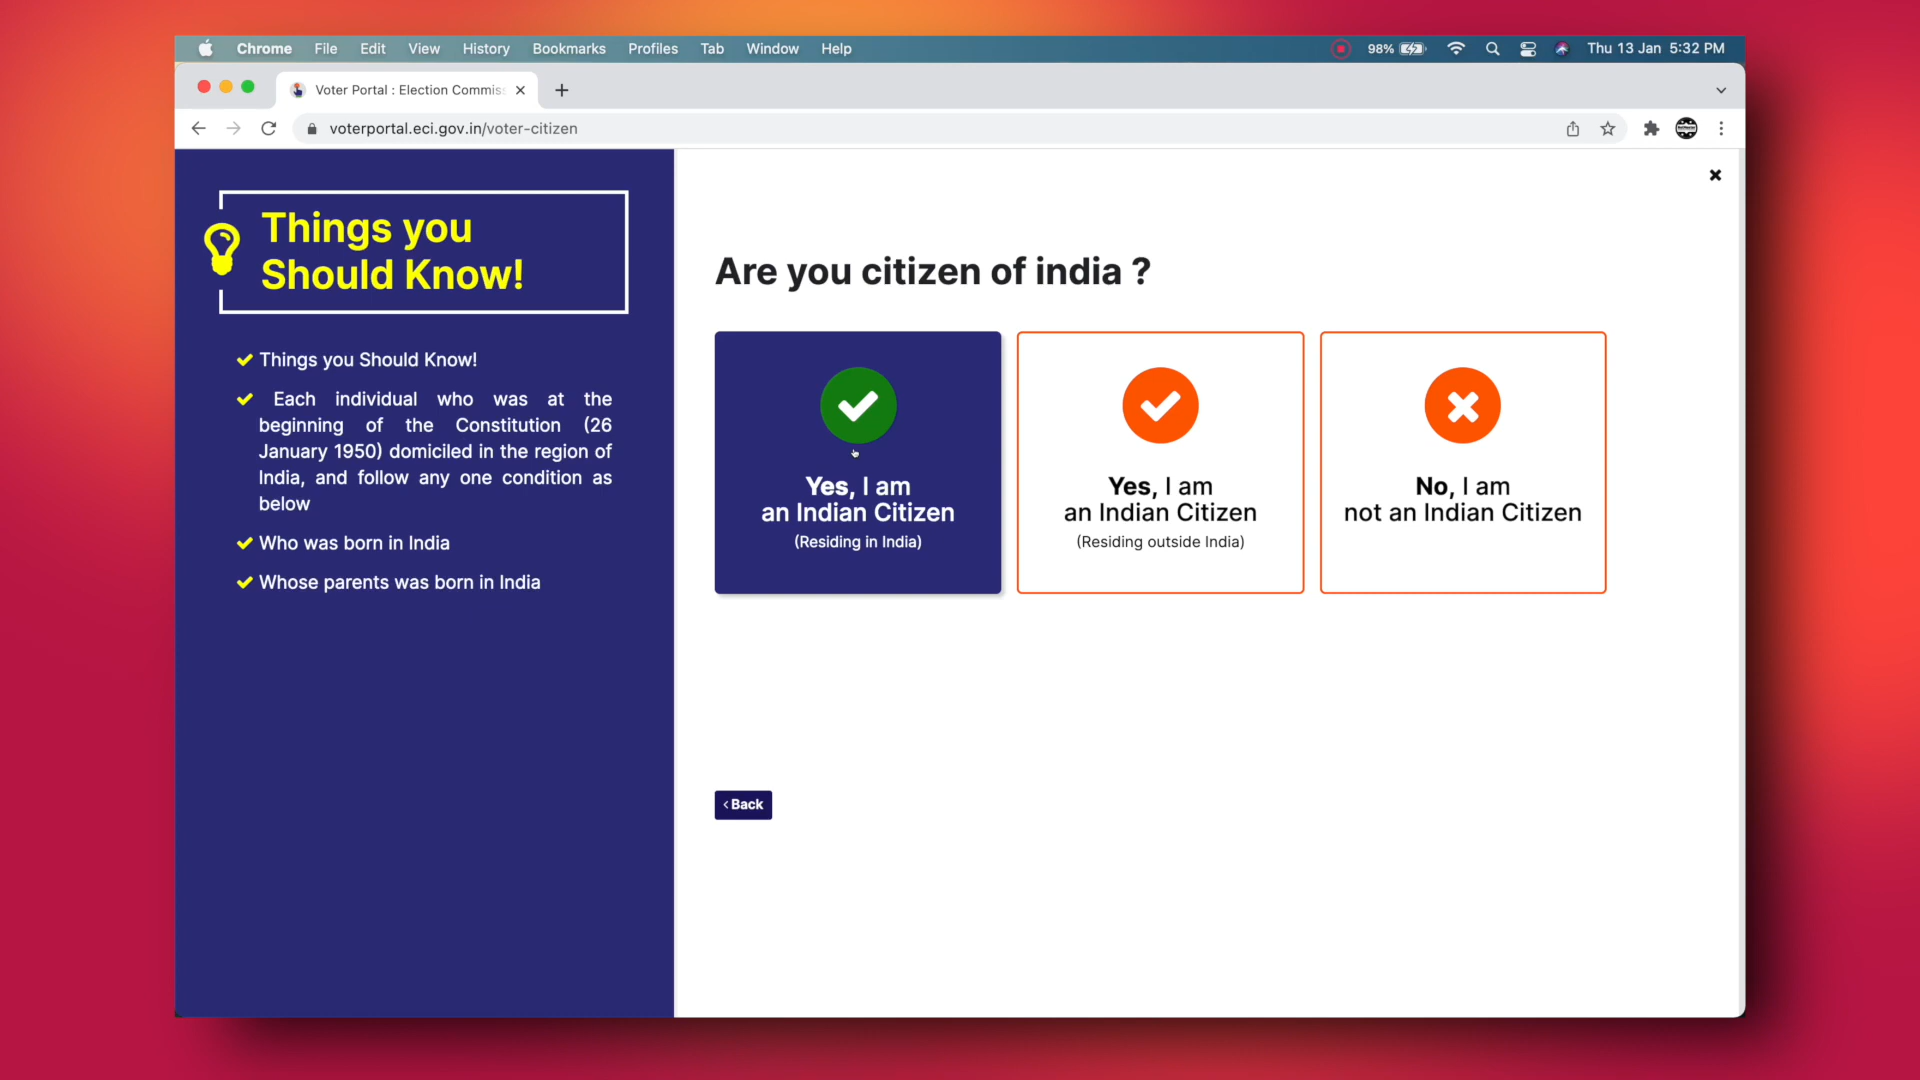 Chrome File Edit View History Bookmarks Profiles Tab Window Help 98% Thu 13 Jan 5:32 PM
Voter Portal : Election Commis
voterportal.eci.gov.in/voter-citizen
Things you
Should Know!
Things you Should Know!
Each individual who was at the
beginning of the Constitution (26
January 1950) domiciled in the region of
India, and follow any one condition as
below
Who was born in India
Whose parents was born in India
Are you citizen of india ?
Yes, I am
an Indian Citizen
(Residing in India)
Yes, I am
an Indian Citizen
(Residing outside India)
No, I am
not an Indian Citizen
Back